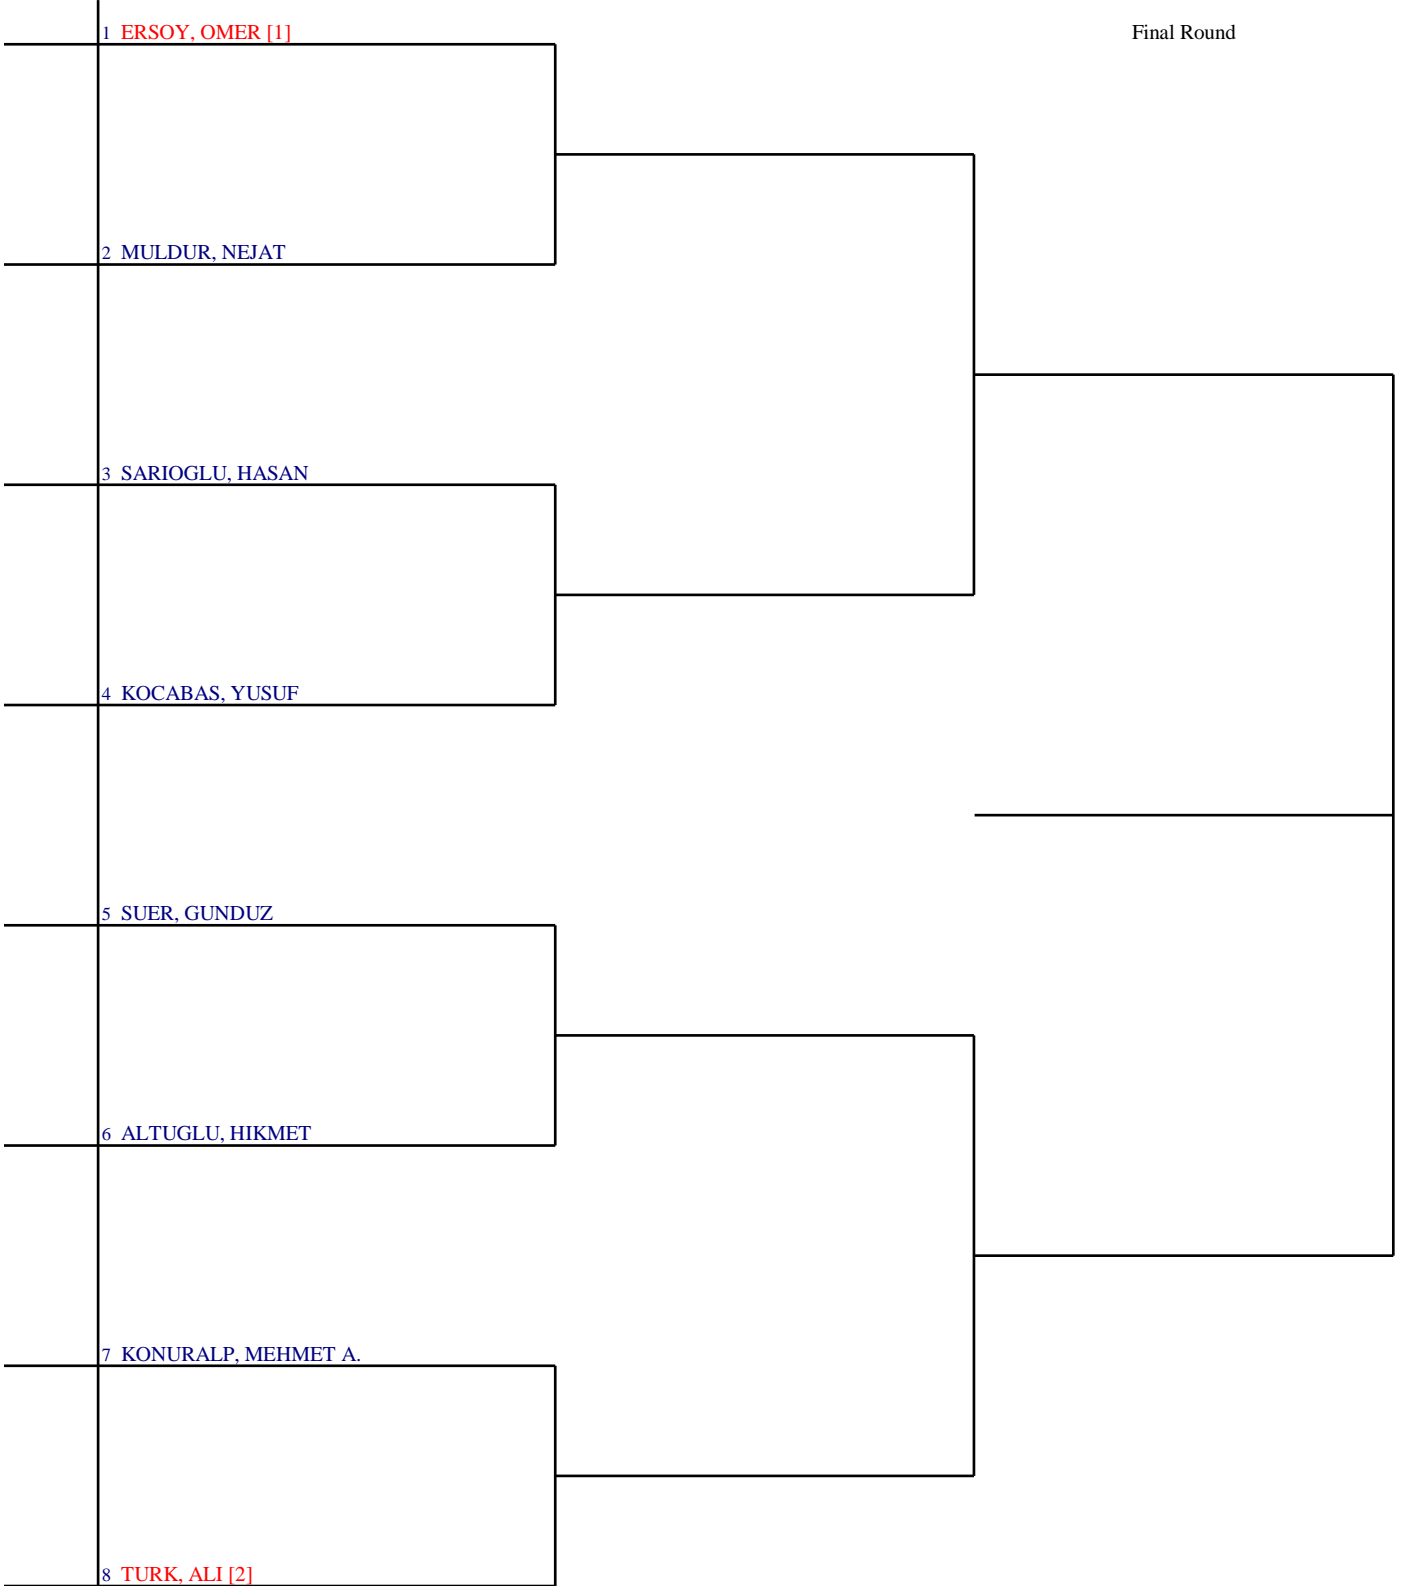 1 ERSOY, OMER [1]
Final Round
2 MULDUR, NEJAT
3 SARIOGLU, HASAN
4 KOCABAS, YUSUF
5 SUER, GUNDUZ
6 ALTUGLU, HIKMET
7 KONURALP, MEHMET A.
8 TURK, ALI [2]